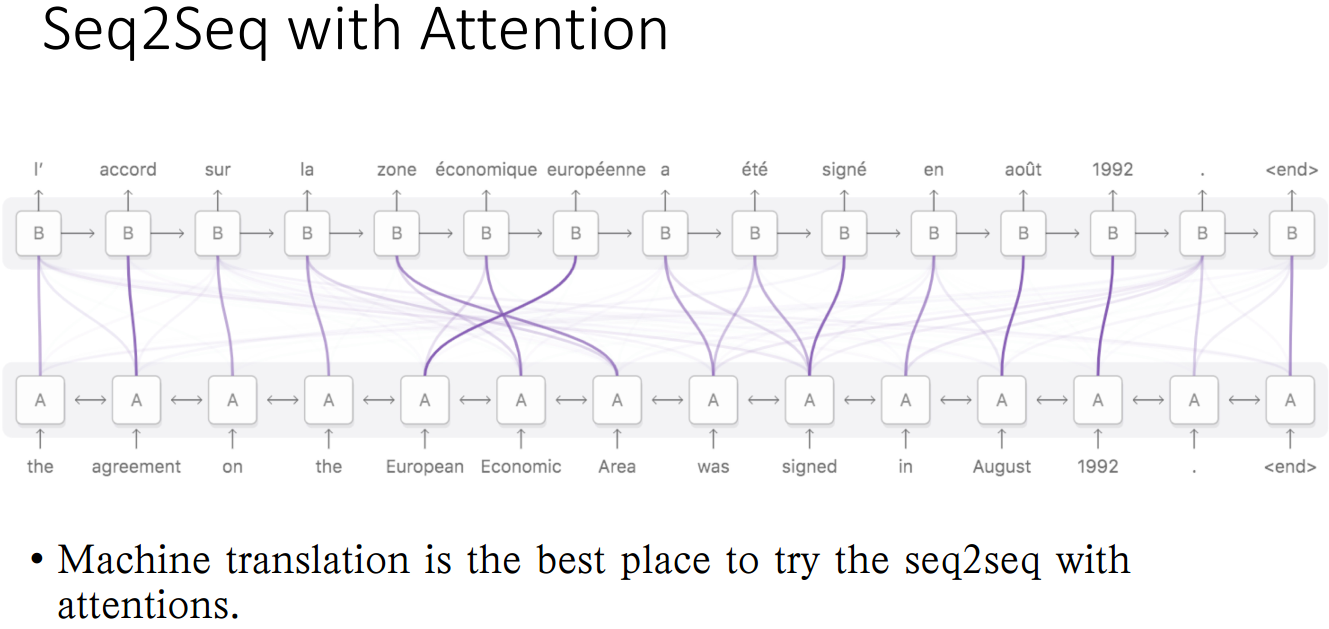 Seq2Seq with Attention
l' accord sur la zone économique européenne a été signé en août 1992 . <end>
B B B B B B B B B B B B B B B
A A A A A A A A A A A A A A
the agreement on the European Economic Area was signed in August 1992 . <end>
• Machine translation is the best place to try the seq2seq with
attentions.